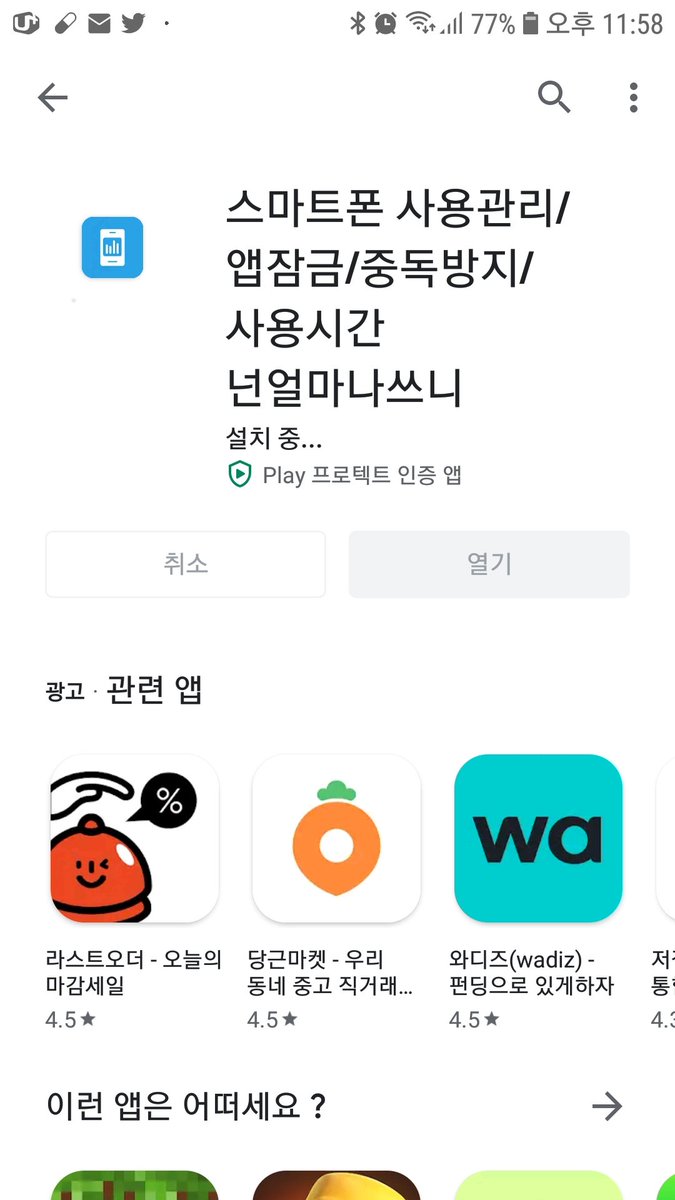 77% 오후 11:58
스마트폰 사용관리/
앱잠금/중독방지/
사용시간
넌얼마나쓰니
설치 중...
Play 프로텍트 인증 앱
취소 열기
광고 · 관련 앱
%
wa
라스트오더 - 오늘의 마감세일
4.5★
당근마켓 - 우리
동네 중고 직거래...
4.5★
와디즈(wadiz) -
펀딩으로 있게하자
4.5★
통
4.3
이런 앱은 어떠세요 ?